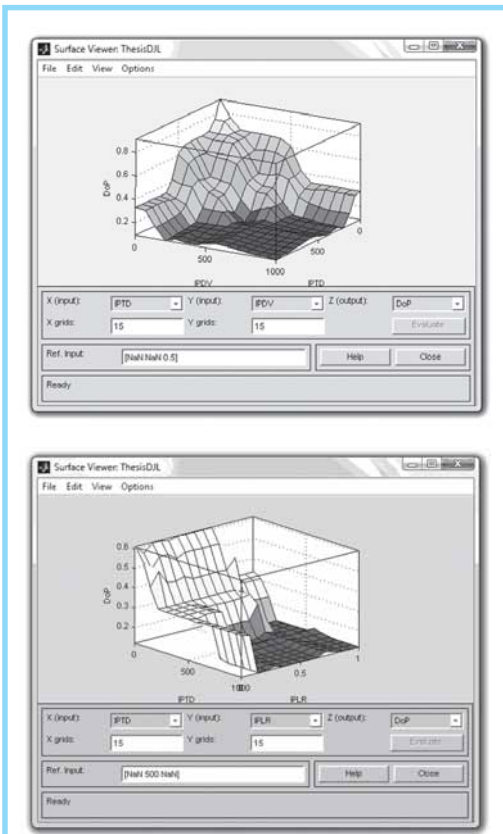 Surface Viewer: ThesisDJL
File Edit View Options
0.8
0.6
0.4
0.2
DoP
0
500
1000
IPDV
500
0
IPTD
X (input): IPTD Y (input): IPDV Z (output): DoP
X grids: 15 Y grids: 15 Evaluate
Ref. Input: [NaN NaN 0.5] Help Close
Ready
Surface Viewer: ThesisDJL
File Edit View Options
0.6
0.5
0.4
0.3
0.2
DoP
0
500
IPTD
0.5
1
IPLR
X (input): IPTD Y (input): IPLR Z (output): DoP
X grids: 15 Y grids: 15 Evaluate
Ref. Input: [NaN 500 NaN] Help Close
Ready